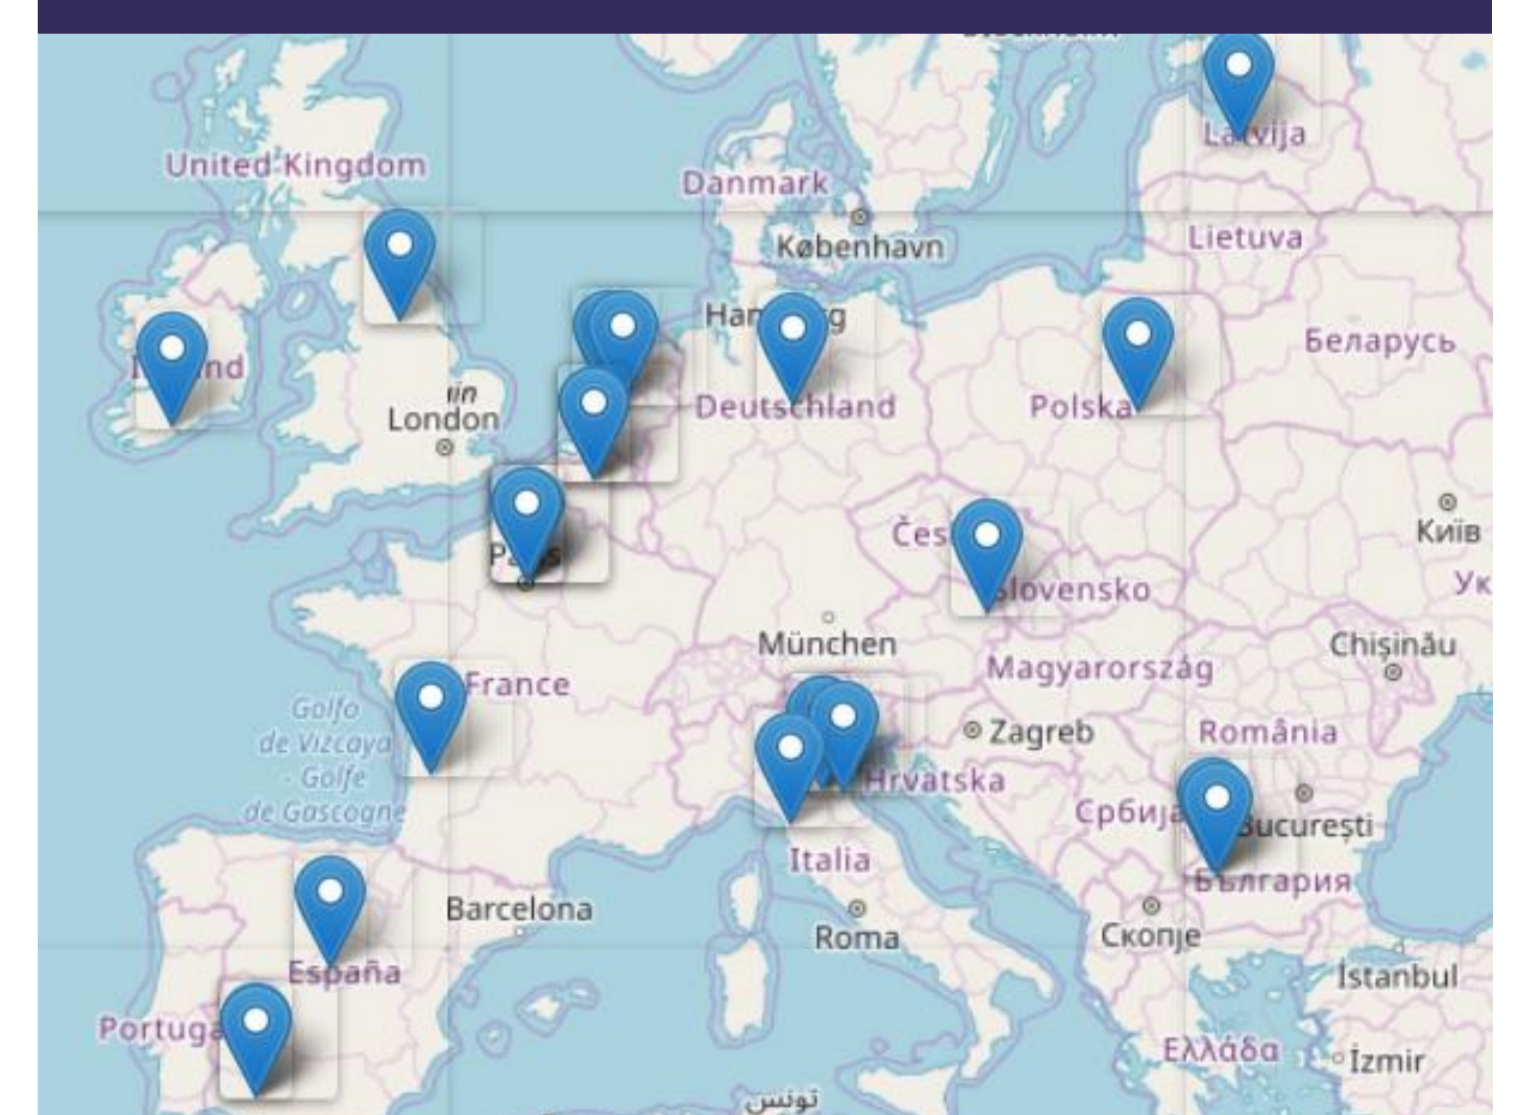 United Kingdom
Danmark
Latvija
København
Lietuva
Беларусь
Deutschland
Polska
London
Київ
Slovensko
München
Chișinău
Magyarország
France
Golfo
de Vizcaya
- Golfe
de Gascogne
Zagreb
România
Hrvatska
București
Italia
България
Barcelona
Roma
Скопје
España
İstanbul
Ελλάδα
İzmir
تونس